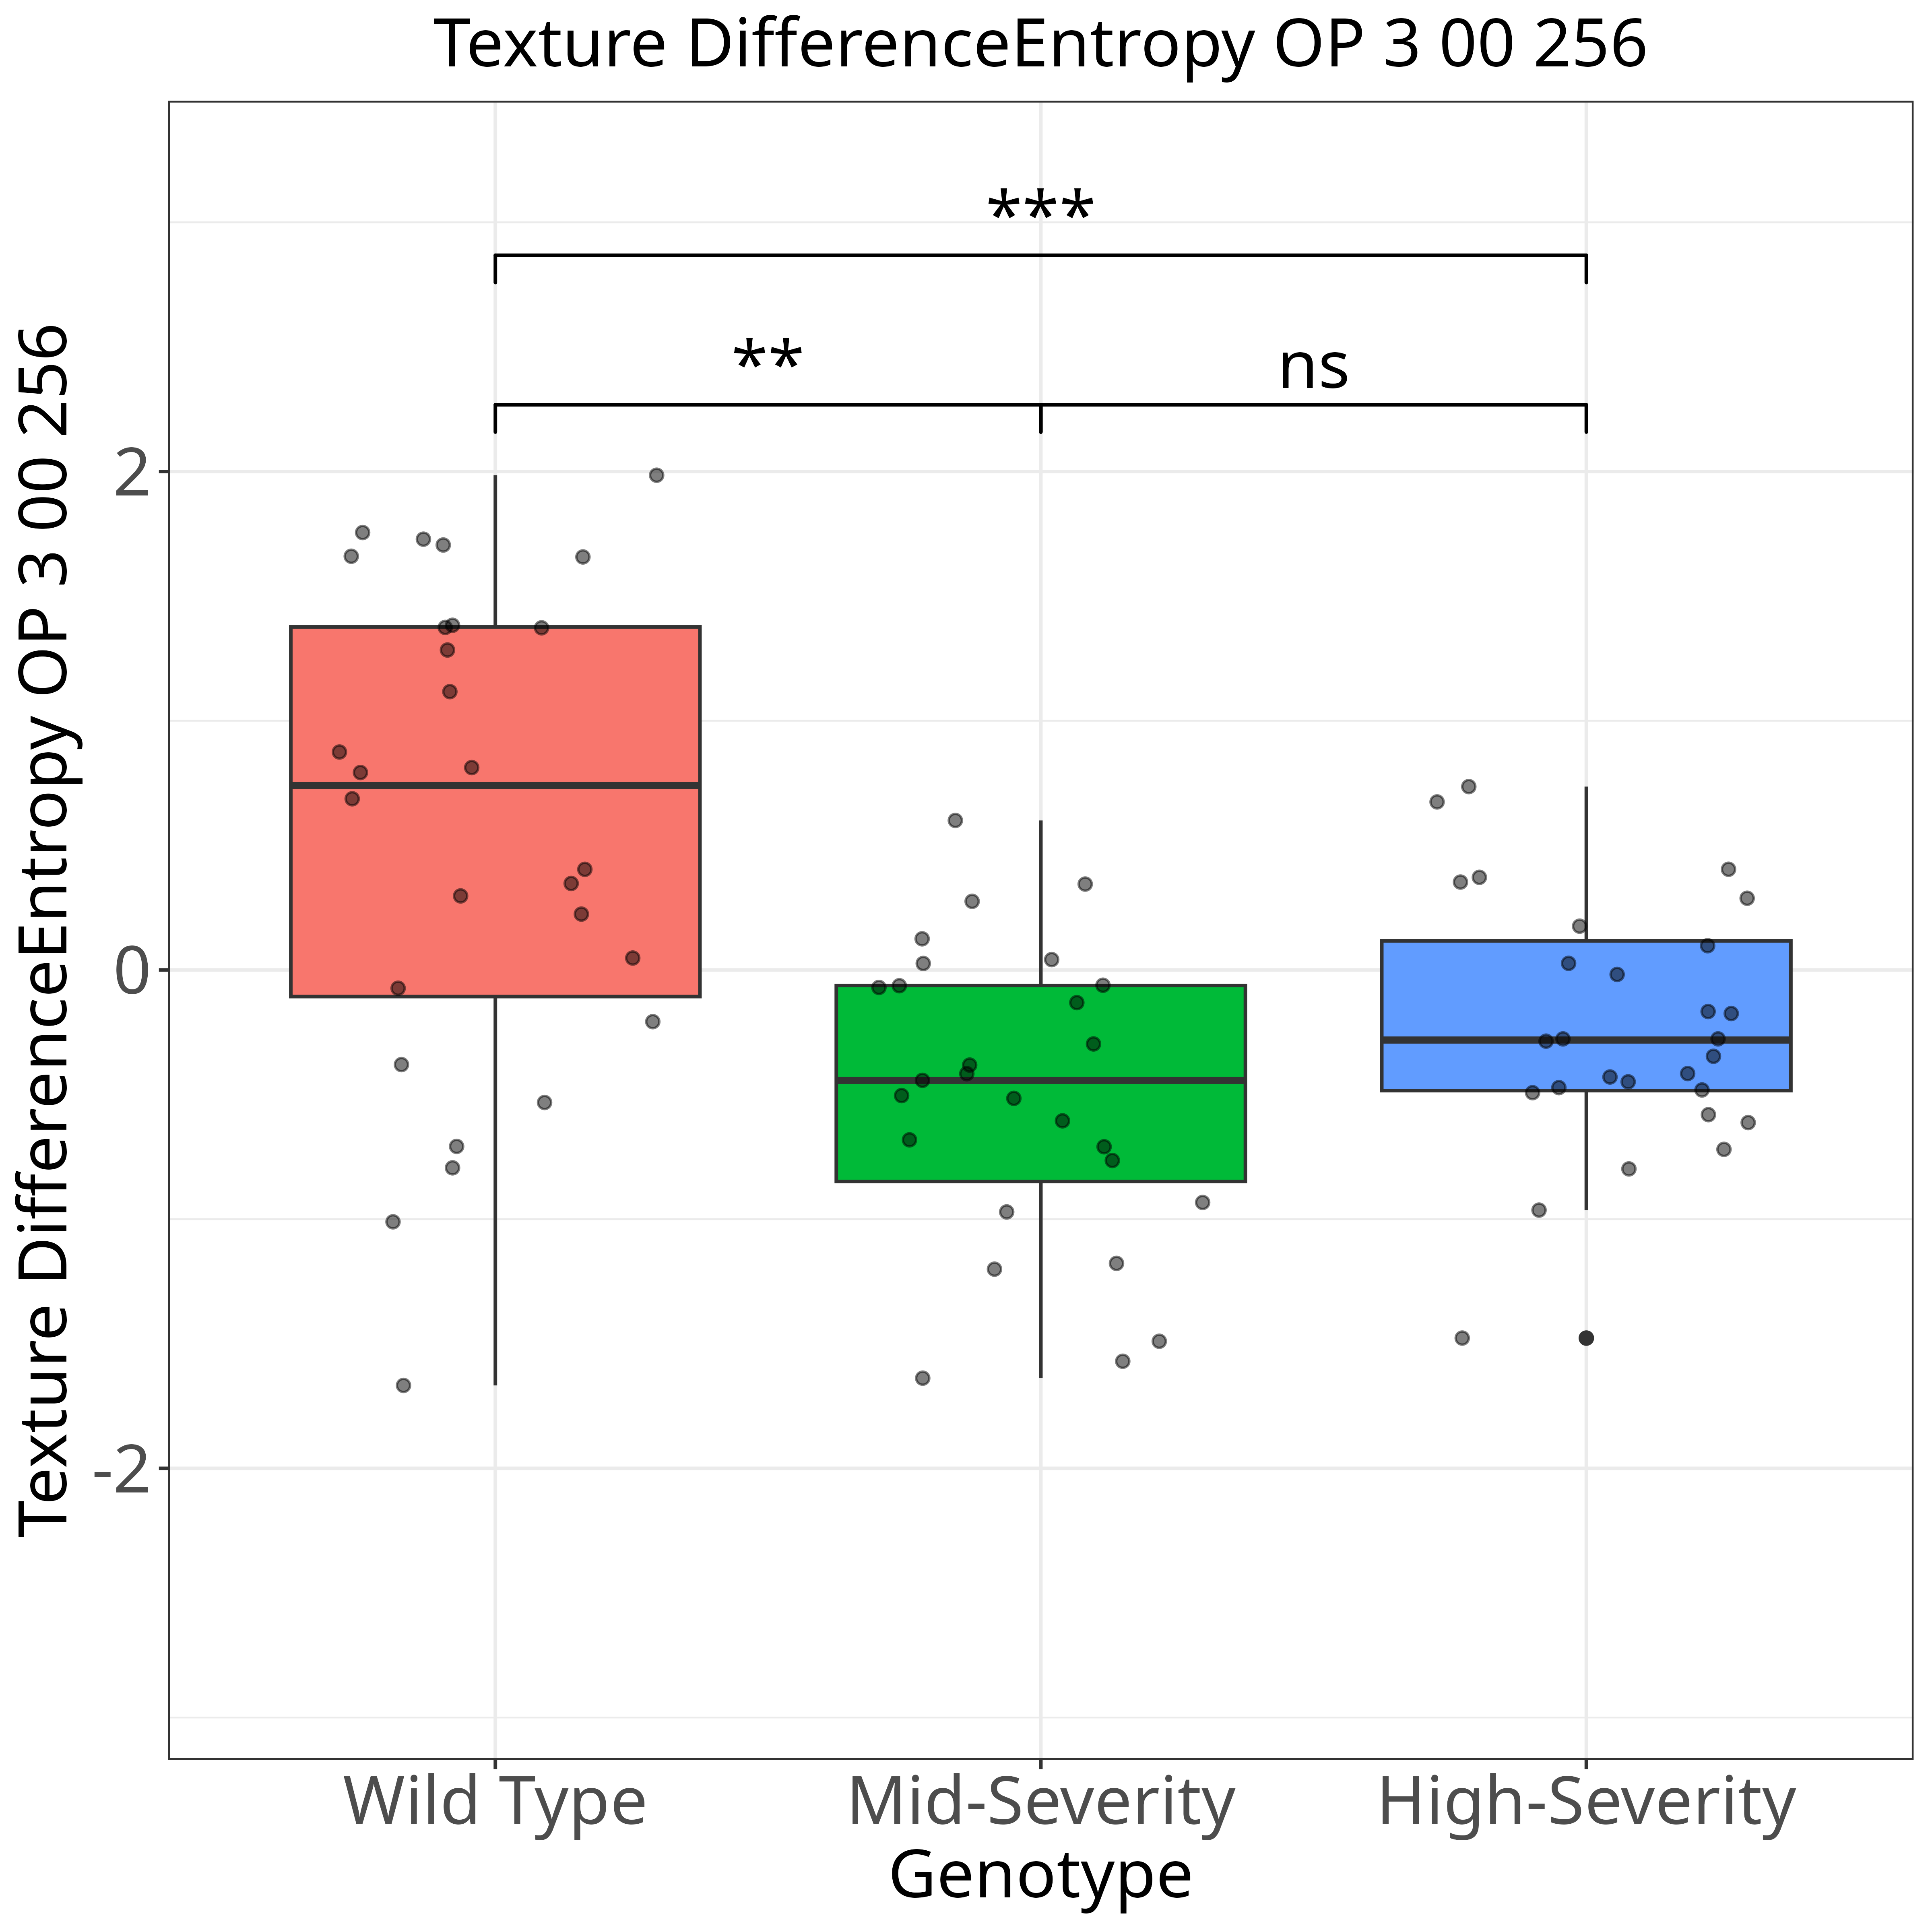 Texture DifferenceEntropy OP 3 00 256
***
**
ns
Texture DifferenceEntropy OP 3 00 256
2
0
-2
Wild Type
Mid-Severity
High-Severity
Genotype